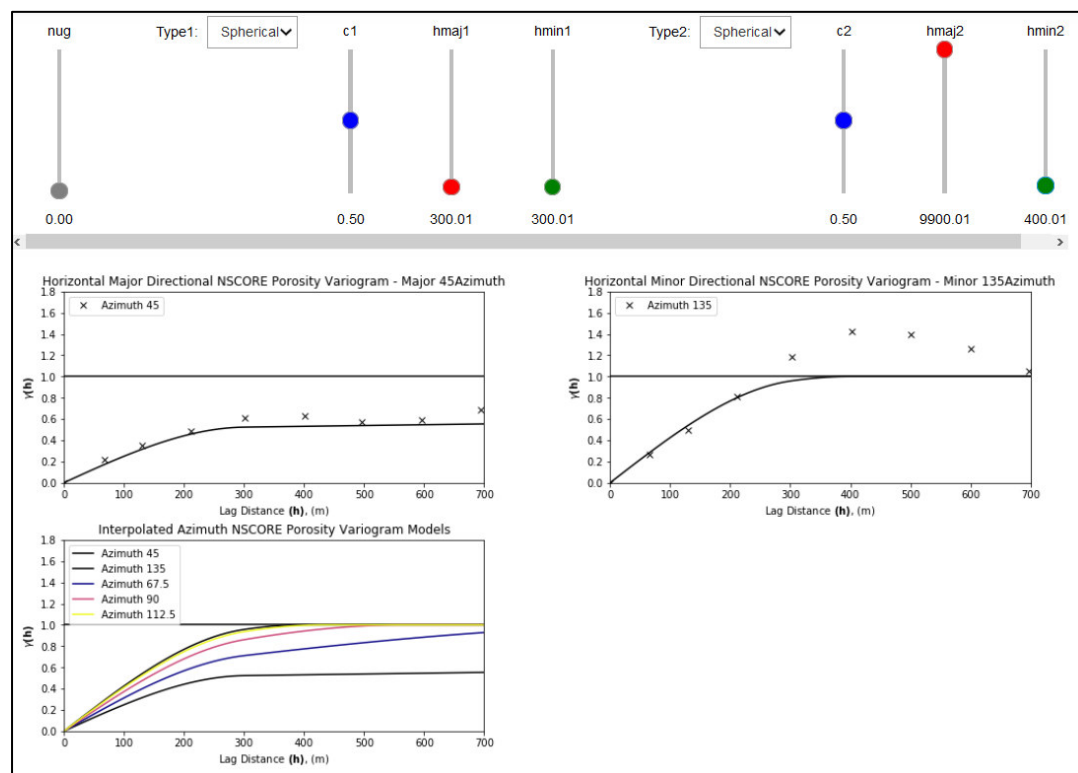 nug Type1: Spherical c1 hmaj1 hmin1 Type2: Spherical c2 hmaj2 hmin2
0.00 0.50 300.01 300.01 0.50 9900.01 400.01
Horizontal Major Directional NSCORE Porosity Variogram - Major 45Azimuth
1.8
1.6
1.4
1.2
1.0
0.8
0.6
0.4
0.2
0.0
γ(h)
× Azimuth 45
0 100 200 300 400 500 600 700
Lag Distance (h), (m)
Horizontal Minor Directional NSCORE Porosity Variogram - Minor 135Azimuth
1.8
1.6
1.4
1.2
1.0
0.8
0.6
0.4
0.2
0.0
γ(h)
× Azimuth 135
0 100 200 300 400 500 600 700
Lag Distance (h), (m)
Interpolated Azimuth NSCORE Porosity Variogram Models
1.8
1.6
1.4
1.2
1.0
0.8
0.6
0.4
0.2
0.0
γ(h)
Azimuth 45
Azimuth 135
Azimuth 67.5
Azimuth 90
Azimuth 112.5
0 100 200 300 400 500 600 700
Lag Distance (h), (m)